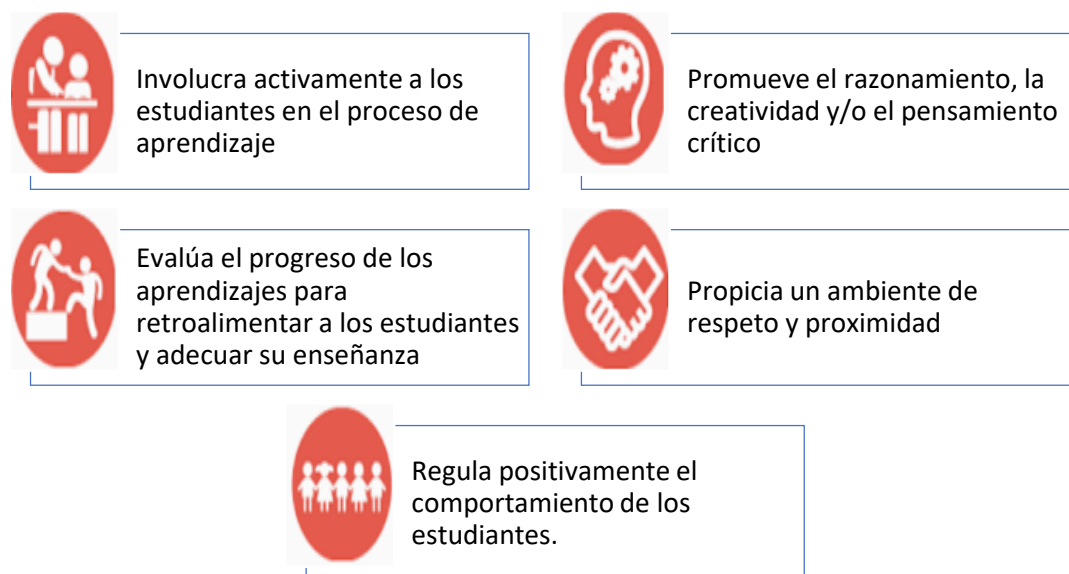 Involucra activamente a los
estudiantes en el proceso de
aprendizaje
Promueve el razonamiento, la
creatividad y/o el pensamiento
crítico
Evalúa el progreso de los
aprendizajes para
retroalimentar a los estudiantes
y adecuar su enseñanza
Propicia un ambiente de
respeto y proximidad
Regula positivamente el
comportamiento de los
estudiantes.